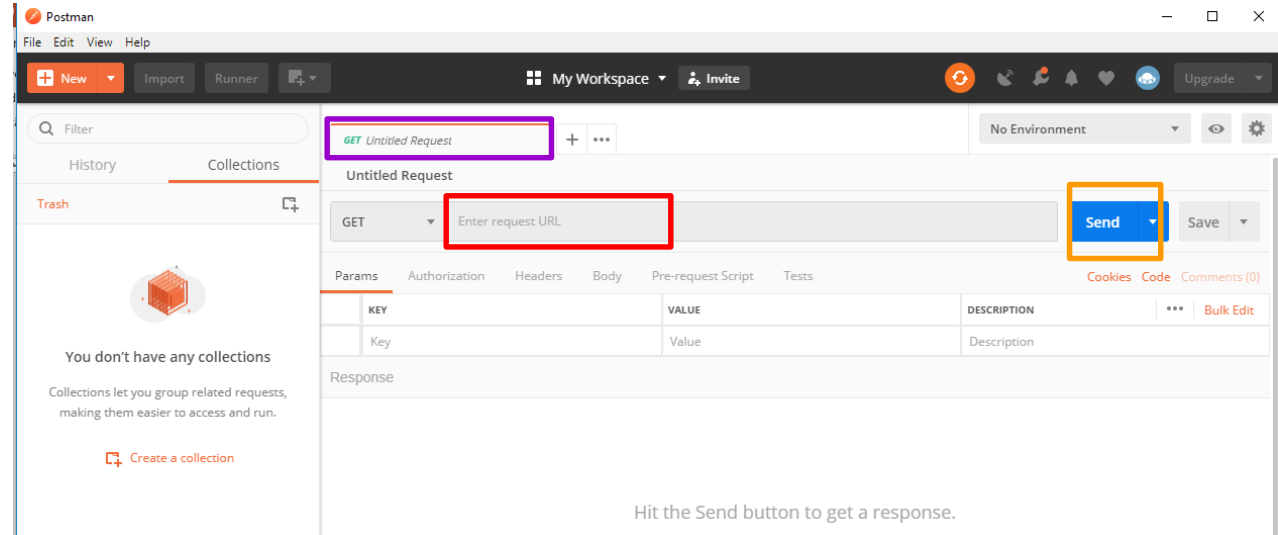 Postman
File Edit View Help
New Import Runner My Workspace Invite Upgrade
Filter
History Collections
Trash
You don't have any collections
Collections let you group related requests,
making them easier to access and run.
Create a collection
GET Untitled Request + •••
No Environment
Untitled Request
GET Enter request URL Send Save
Params Authorization Headers Body Pre-request Script Tests Cookies Code Comments (0)
KEY VALUE DESCRIPTION ••• Bulk Edit
Key Value Description
Response
Hit the Send button to get a response.